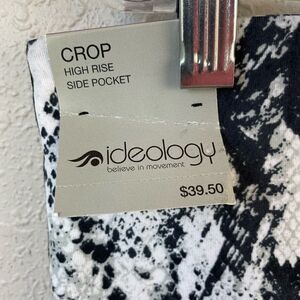 CROP
HIGH RISE
SIDE POCKET
ideology
believe in movement
$39.50